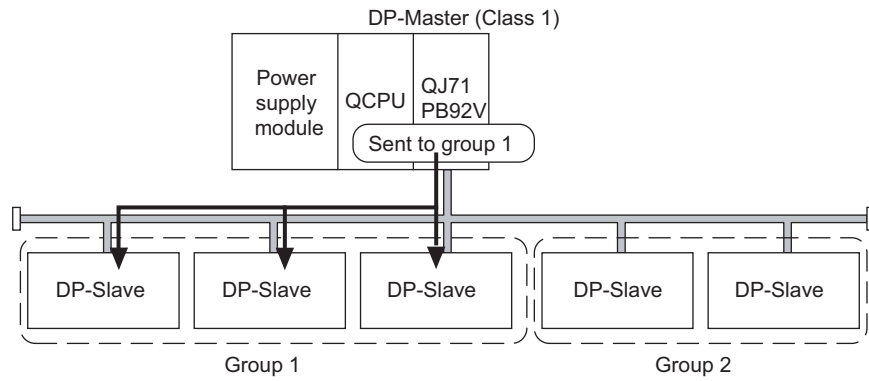 DP-Master (Class 1)
Power
supply
module
QCPU
QJ71
PB92V
Sent to group 1
DP-Slave
DP-Slave
DP-Slave
DP-Slave
DP-Slave
Group 1
Group 2